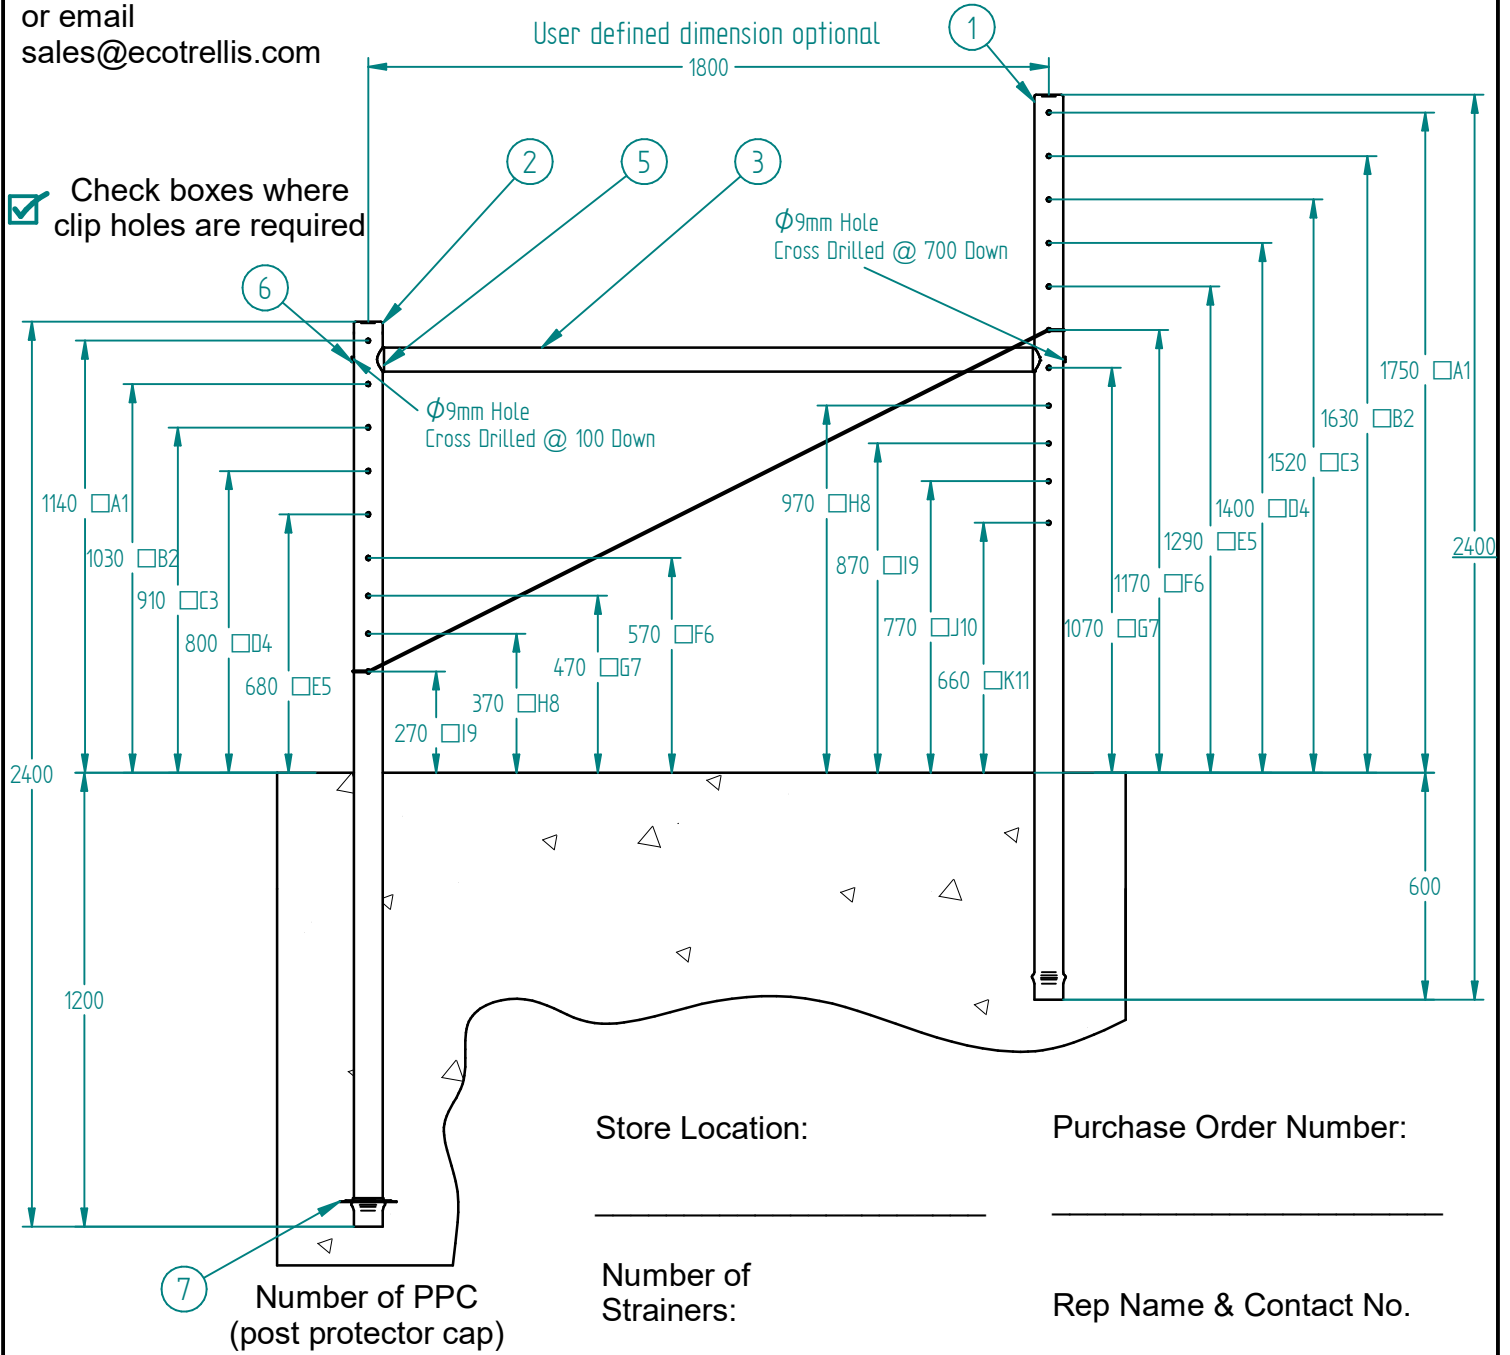 or email
sales@ecotrellis.com
User defined dimension optional
1800
1
2
5
3
Check boxes where
clip holes are required
Φ9mm Hole
Cross Drilled @ 700 Down
6
Φ9mm Hole
Cross Drilled @ 100 Down
1750 □A1
1630 □B2
1520 □C3
1400 □D4
1290 □E5
1170 □F6
1070 □G7
970 □H8
870 □I9
770 □J10
660 □K11
2400
1140 □A1
1030 □B2
910 □C3
800 □D4
680 □E5
570 □F6
470 □G7
370 □H8
270 □I9
2400
1200
600
Store Location:
Purchase Order Number:
7
Number of PPC
(post protector cap)
Number of
Strainers:
Rep Name & Contact No.